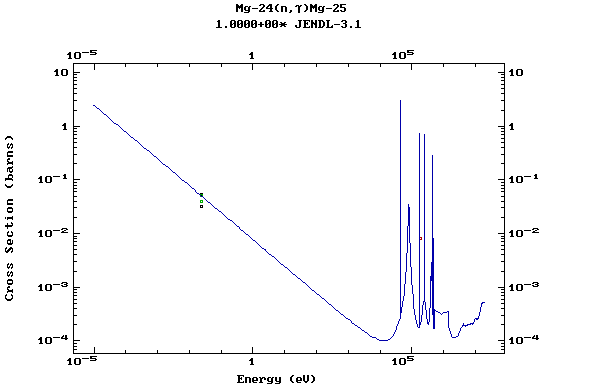 Mg-24(n,γ)Mg-25
1.0000+00* JENDL-3.1
10⁻⁵ 1 10⁵
10 10
1 1
10⁻¹ 10⁻¹
10⁻² 10⁻²
10⁻³ 10⁻³
10⁻⁴ 10⁻⁴
10⁻⁵ 1 10⁵
Cross Section (barns)
Energy (eV)